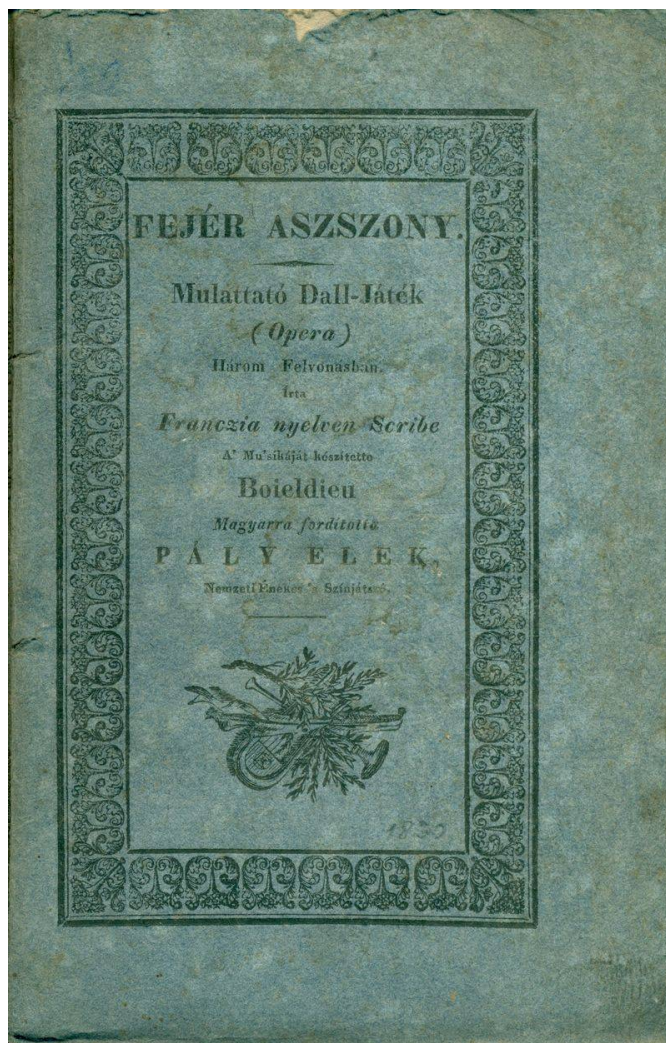 FEJÉR ASZSZONY.
Mulattató Dall-Játék
(Opera)
Három Felvonásban.
Írta
Franczia nyelven Scribe
A' Mu'sikáját készítette
Boieldieu
Magyarra fordította
PÁLY ELEK,
Nemzeti Énekes 's Színjátszó.
1830